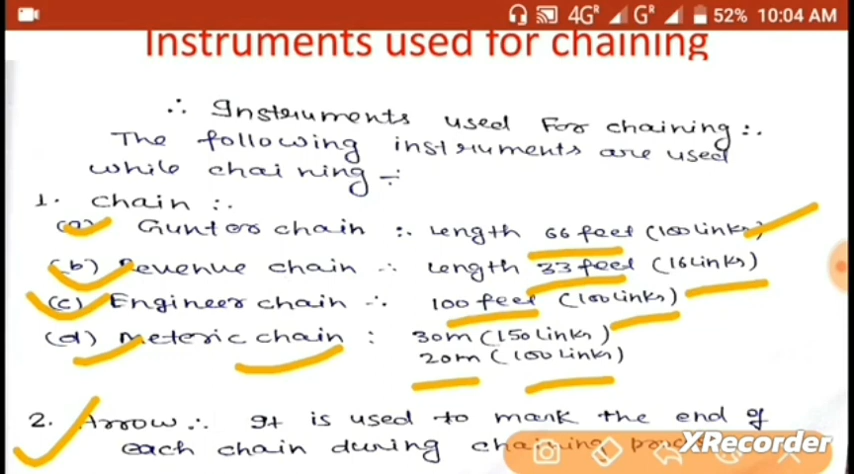 4G R G R 52% 10:04 AM
Instruments used for chaining
∴ Instruments used For chaining :.
The following instruments are used
while chaining ÷
1. chain :.
(a) Gunter chain :. Length 66 feet (100 links)
(b) Revenue chain ∴ Length 33 feet (16 links)
(c) Engineer chain ∴ 100 feet (100 links)
(d) Meteric chain : 30m (150 links)
20m (100 links)
2. Arrow ∴ It is used to mark the end of
each chain during chaining
XRecorder